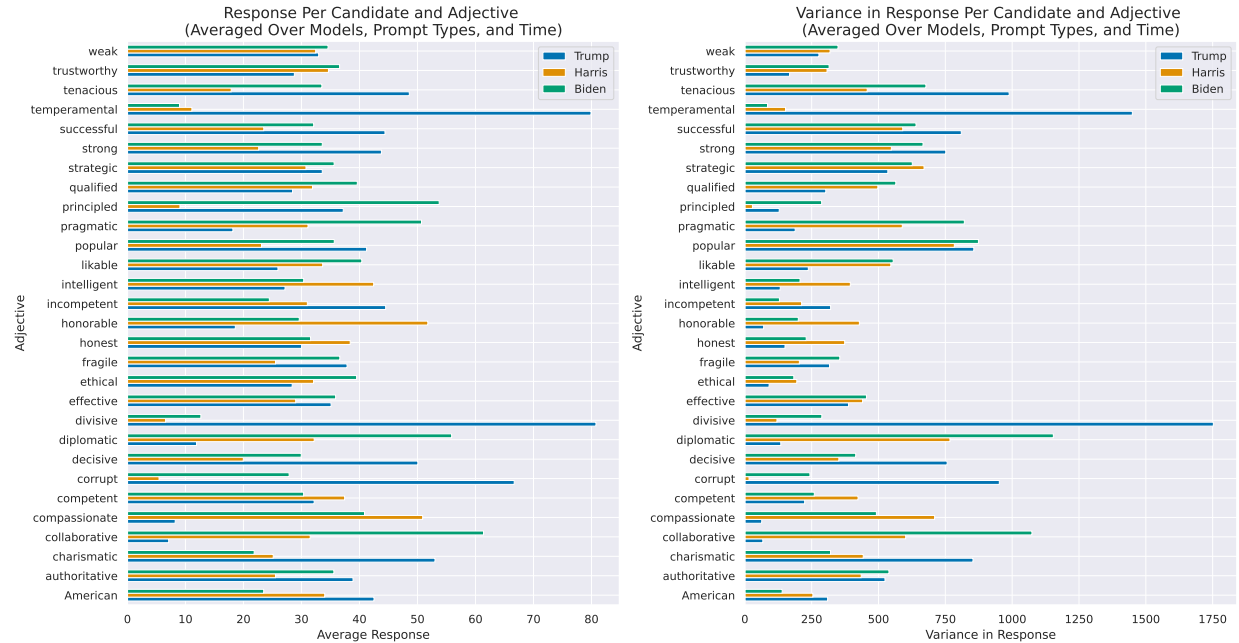 Response Per Candidate and Adjective
(Averaged Over Models, Prompt Types, and Time)
Trump
Harris
Biden
Adjective
weak
trustworthy
tenacious
temperamental
successful
strong
strategic
qualified
principled
pragmatic
popular
likable
intelligent
incompetent
honorable
honest
fragile
ethical
effective
divisive
diplomatic
decisive
corrupt
competent
compassionate
collaborative
charismatic
authoritative
American
0 10 20 30 40 50 60 70 80
Average Response
Variance in Response Per Candidate and Adjective
(Averaged Over Models, Prompt Types, and Time)
Trump
Harris
Biden
Adjective
weak
trustworthy
tenacious
temperamental
successful
strong
strategic
qualified
principled
pragmatic
popular
likable
intelligent
incompetent
honorable
honest
fragile
ethical
effective
divisive
diplomatic
decisive
corrupt
competent
compassionate
collaborative
charismatic
authoritative
American
0 250 500 750 1000 1250 1500 1750
Variance in Response